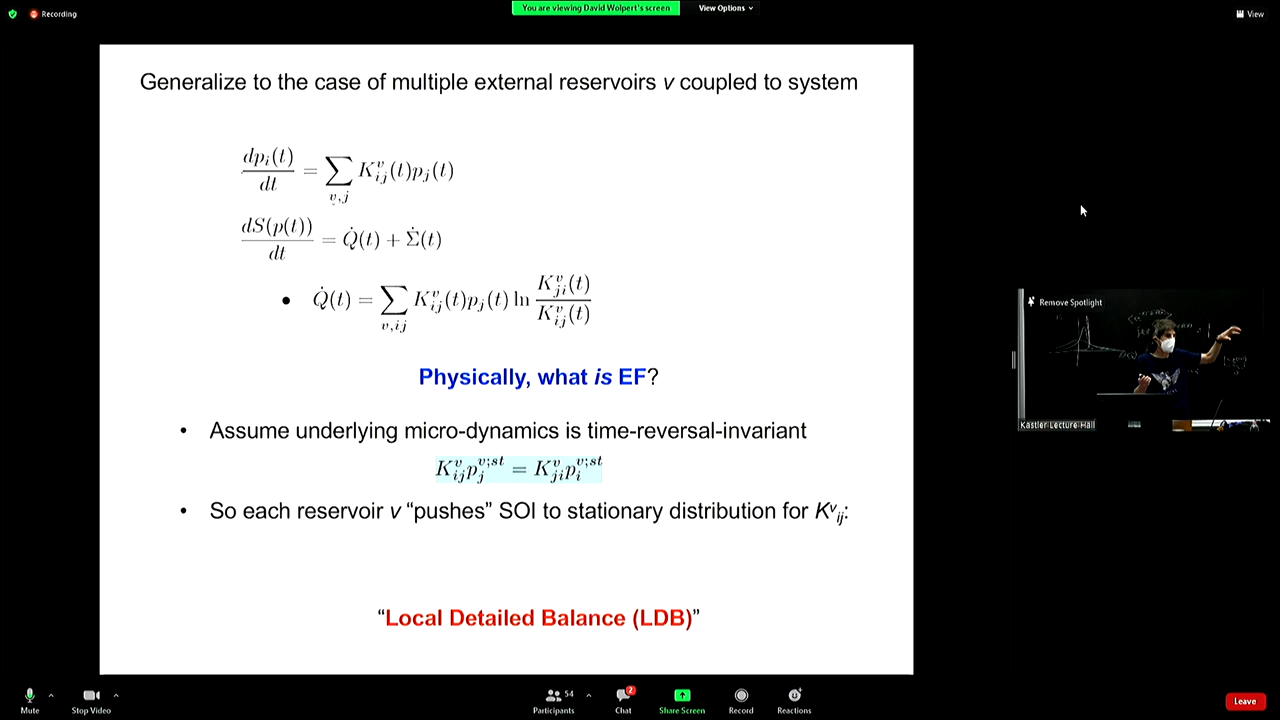 Recording
You are viewing David Wolpert's screen
View Options
View
Generalize to the case of multiple external reservoirs v coupled to system
dp_i(t)/dt = ∑_{v,j} K^v_{ij}(t)p_j(t)
dS(p(t))/dt = Q̇(t) + Σ̇(t)
• Q̇(t) = ∑_{v,ij} K^v_{ij}(t)p_j(t) ln K^v_{ji}(t)/K^v_{ij}(t)
Physically, what is EF?
• Assume underlying micro-dynamics is time-reversal-invariant
K^v_{ij}p_j^{v;st} = K^v_{ji}p_i^{v;st}
• So each reservoir v “pushes” SOI to stationary distribution for K^v_{ij}:
“Local Detailed Balance (LDB)”
Remove Spotlight
Kastler Lecture Hall
Mute
Stop Video
Participants
54
Chat
2
Share Screen
Record
Reactions
Leave